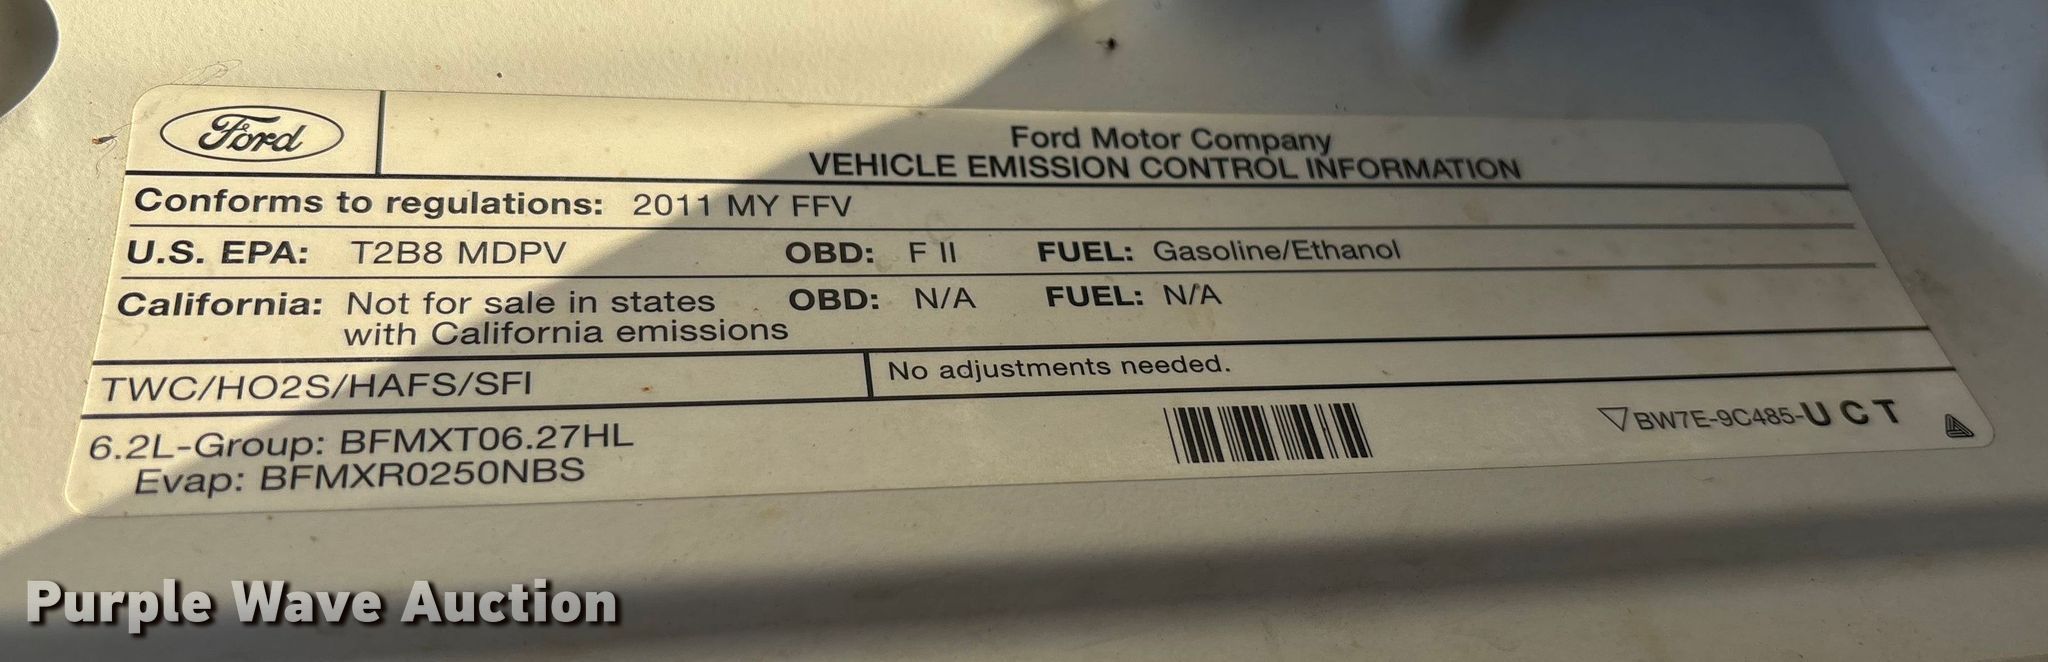 Ford
Ford Motor Company
VEHICLE EMISSION CONTROL INFORMATION
Conforms to regulations: 2011 MY FFV
U.S. EPA: T2B8 MDPV OBD: F II FUEL: Gasoline/Ethanol
California: Not for sale in states OBD: N/A FUEL: N/A
with California emissions
TWC/HO2S/HAFS/SFI No adjustments needed.
6.2L-Group: BFMXT06.27HL
Evap: BFMXR0250NBS
BW7E-9C485-UCT
Purple Wave Auction